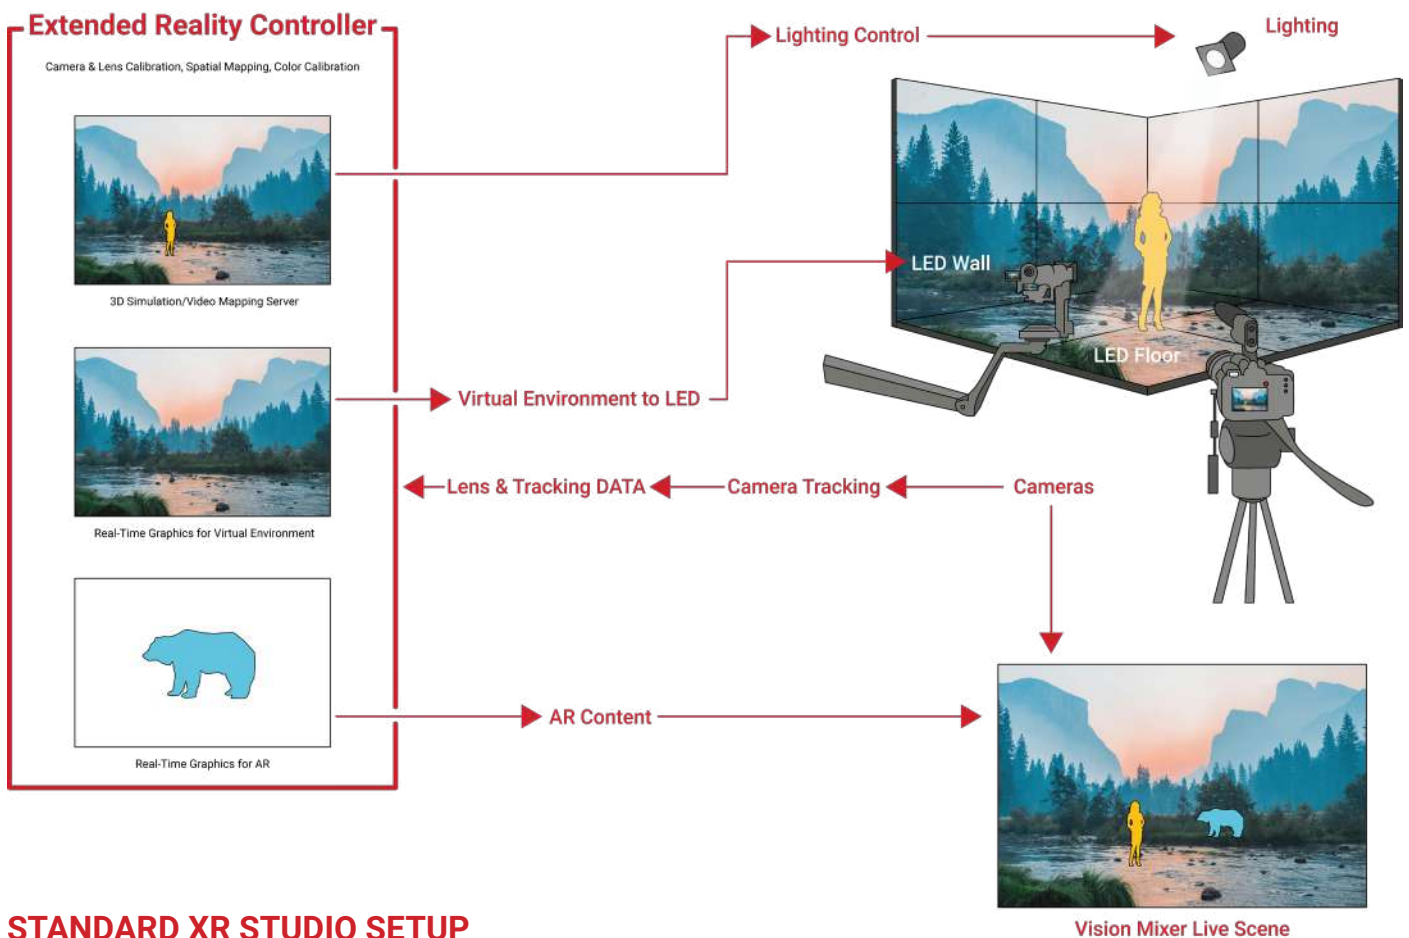 Extended Reality Controller
Camera & Lens Calibration, Spatial Mapping, Color Calibration
3D Simulation/Video Mapping Server
Real-Time Graphics for Virtual Environment
Real-Time Graphics for AR
Lighting Control
Lighting
LED Wall
LED Floor
Virtual Environment to LED
Lens & Tracking DATA
Camera Tracking
Cameras
AR Content
Vision Mixer Live Scene
STANDARD XR STUDIO SETUP